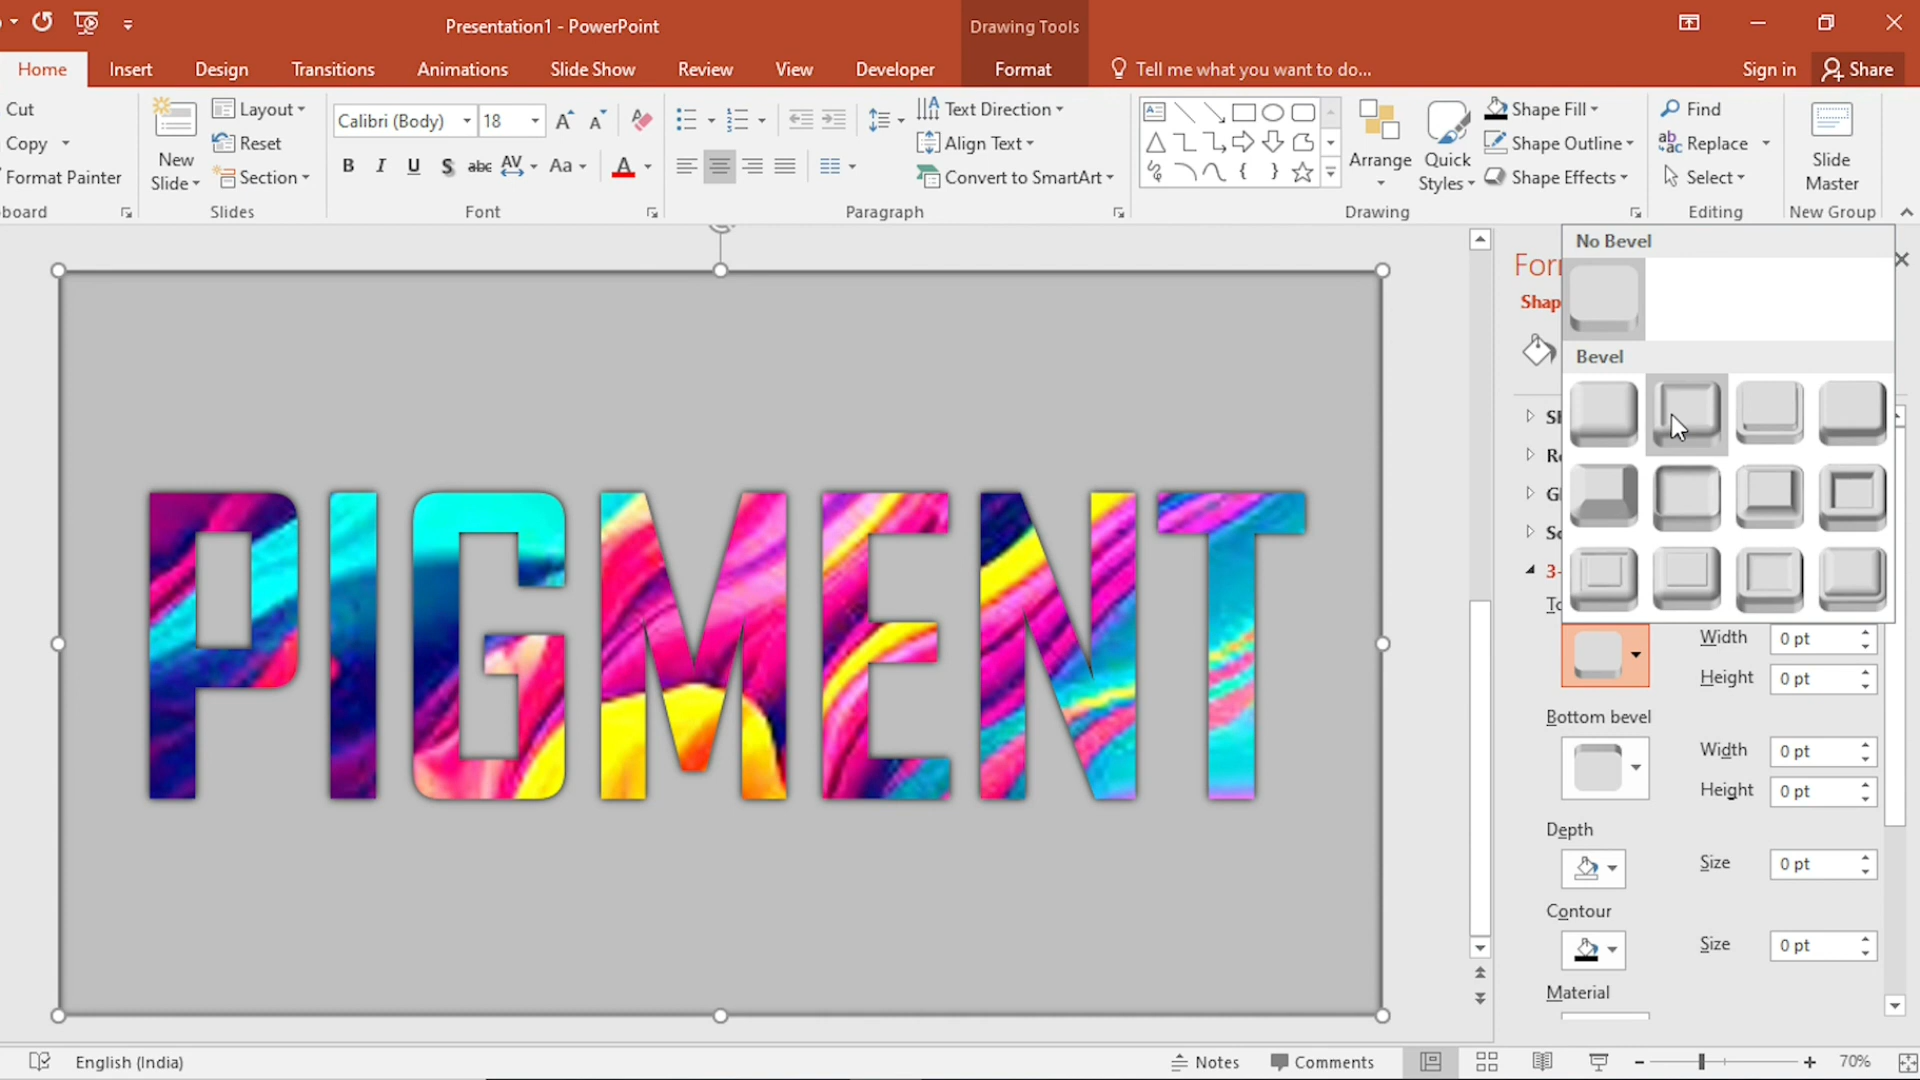 Presentation1 - PowerPoint
Drawing Tools
Home Insert Design Transitions Animations Slide Show Review View Developer Format Tell me what you want to do... Sign in Share
Cut
Copy
Format Painter
board
New Slide
Layout
Reset
Section
Slides
Calibri (Body) 18
B I U S abc AV Aa A
Font
Text Direction
Align Text
Convert to SmartArt
Paragraph
Arrange
Quick Styles
Shape Fill
Shape Outline
Shape Effects
Drawing
Find
Replace
Select
Editing
Slide Master
New Group
No Bevel
Bevel
PIGMENT
Width 0 pt
Height 0 pt
Bottom bevel
Width 0 pt
Height 0 pt
Depth
Size 0 pt
Contour
Size 0 pt
Material
English (India)
Notes Comments 70%